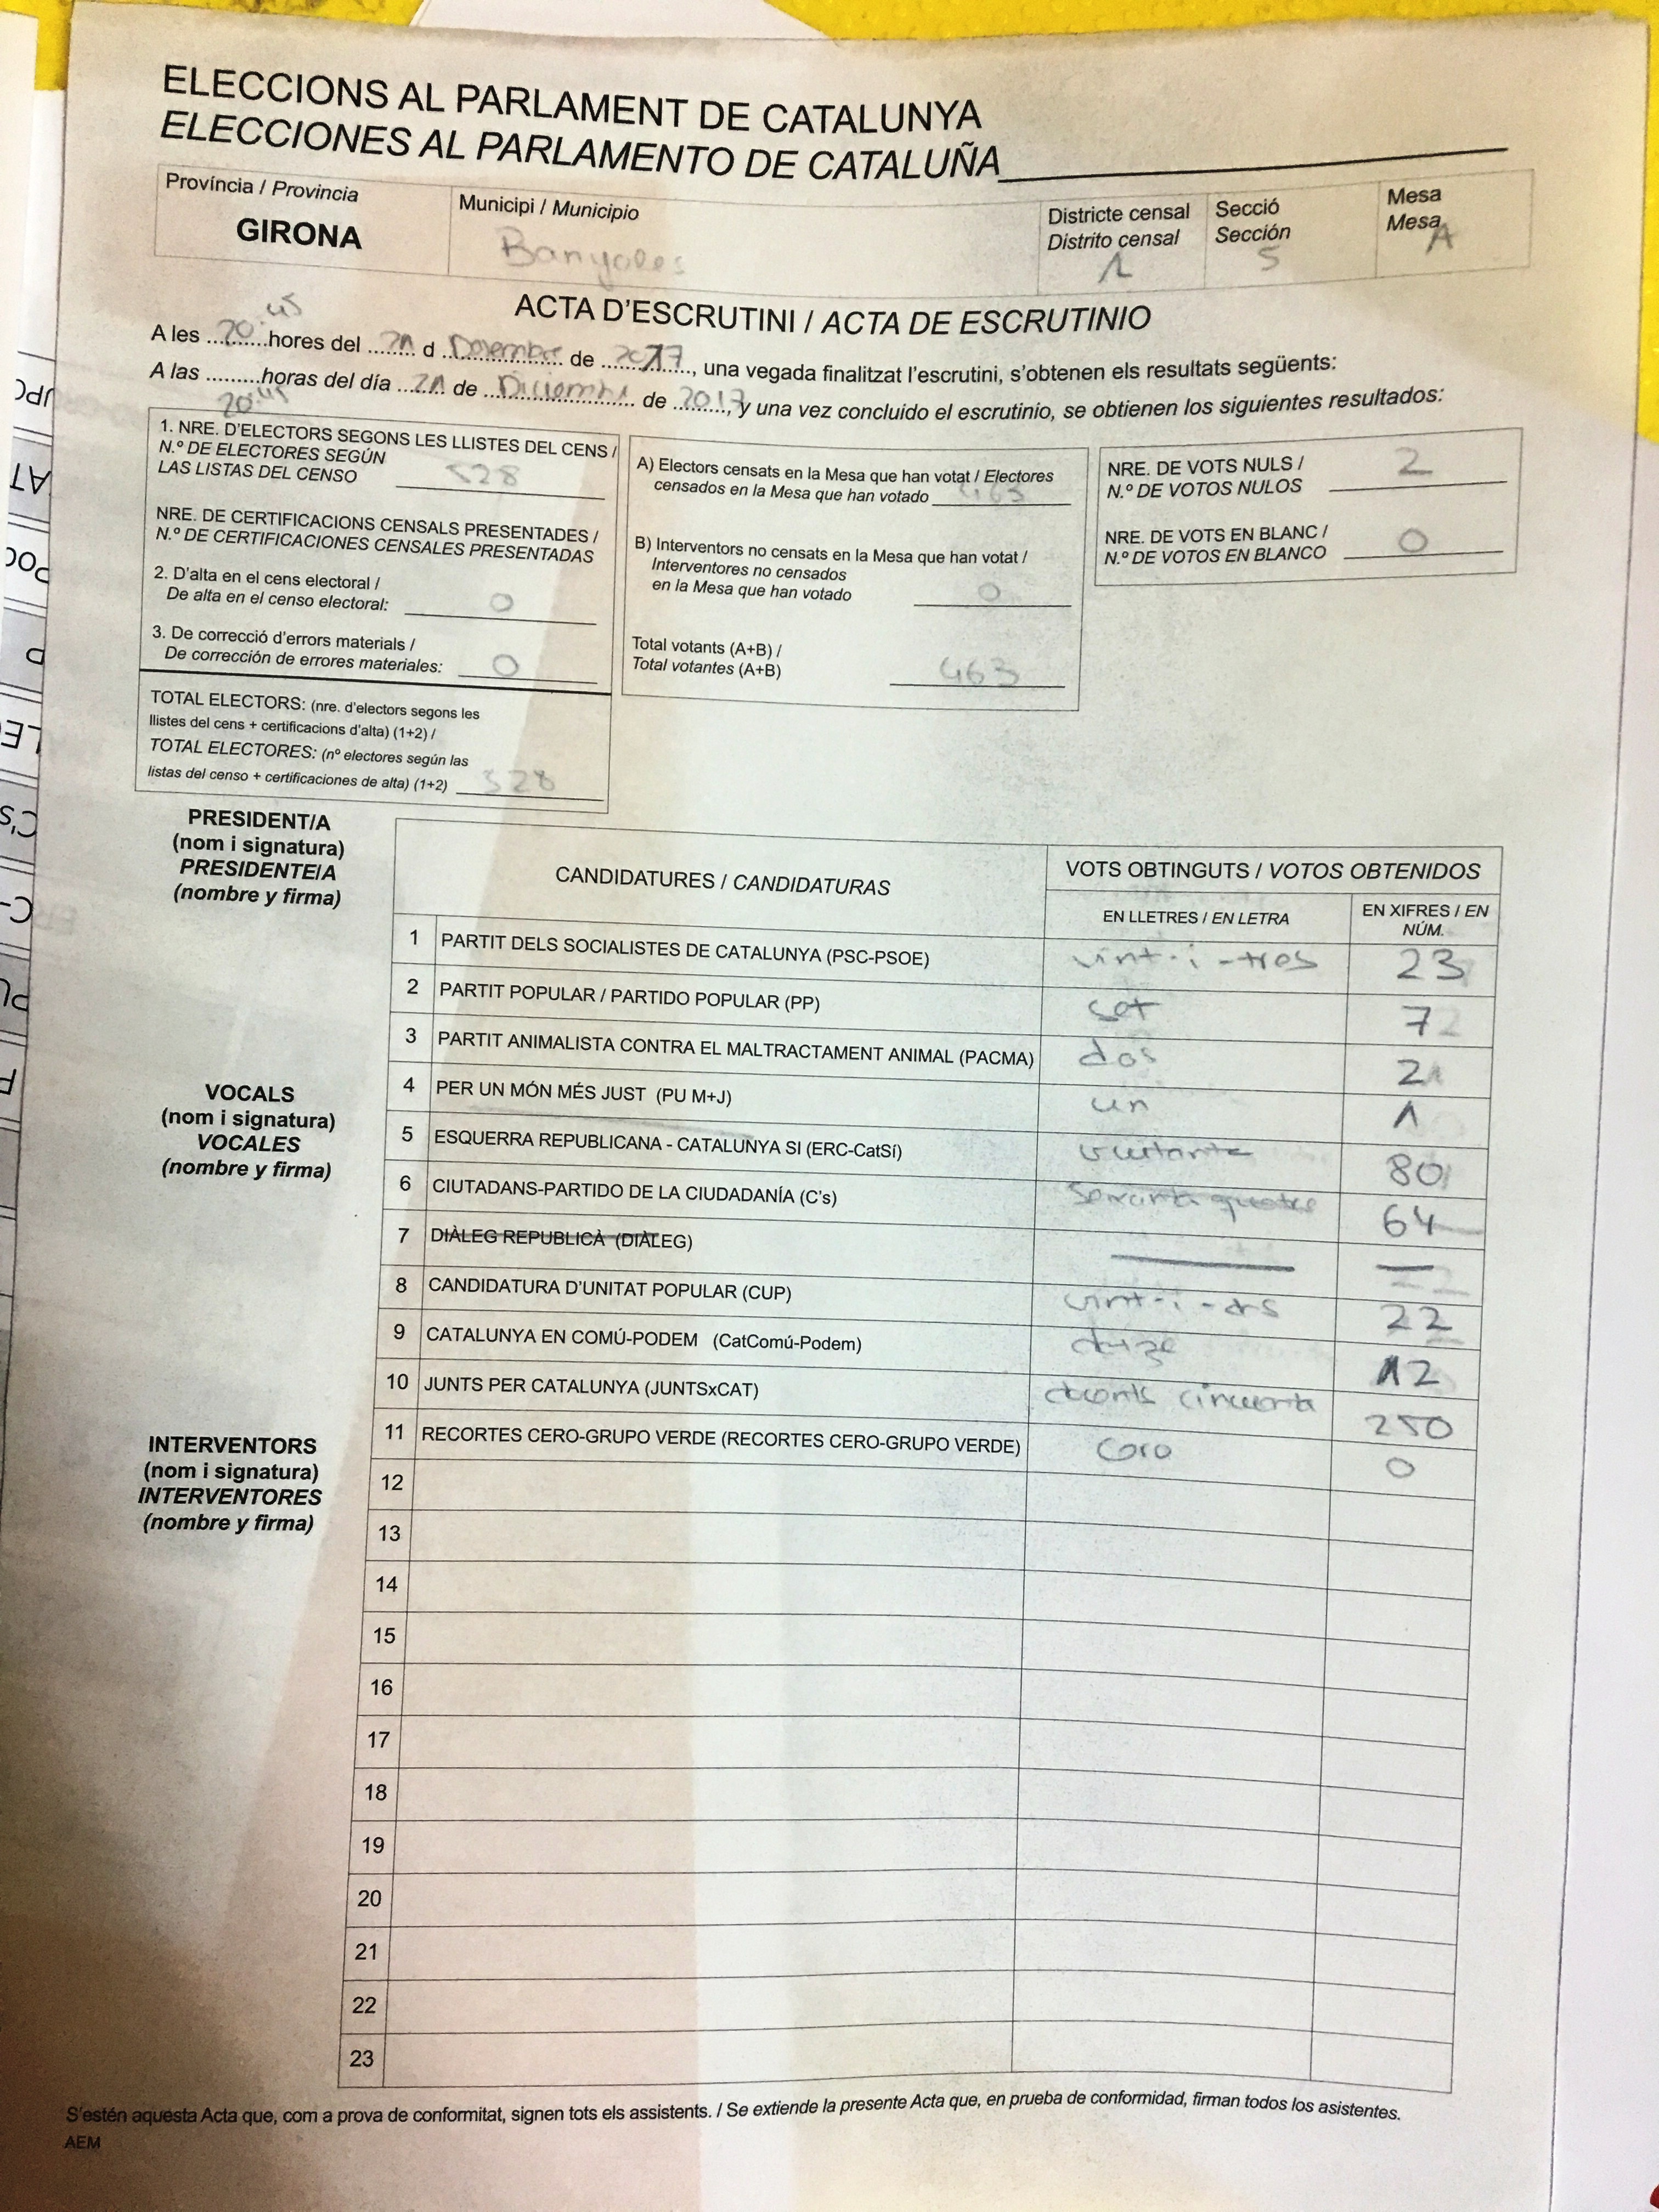 ELECCIONS AL PARLAMENT DE CATALUNYA
ELECCIONES AL PARLAMENTO DE CATALUÑA
Província / Provincia
GIRONA
Municipi / Municipio
Banyoles
Districte censal
Distrito censal
1
Secció
Sección
5
Mesa
Mesa
A
ACTA D'ESCRUTINI / ACTA DE ESCRUTINIO
A les 20:45 hores del 21 d Desembre de 2017, una vegada finalitzat l'escrutini, s'obtenen els resultats següents:
A las 20:45 horas del día 21 de Diciembre de 2017, y una vez concluido el escrutinio, se obtienen los siguientes resultados:
1. NRE. D'ELECTORS SEGONS LES LLISTES DEL CENS /
N.º DE ELECTORES SEGÚN
LAS LISTAS DEL CENSO 528
NRE. DE CERTIFICACIONS CENSALS PRESENTADES /
N.º DE CERTIFICACIONES CENSALES PRESENTADAS
2. D'alta en el cens electoral /
De alta en el censo electoral: 0
3. De correcció d'errors materials /
De corrección de errores materiales: 0
TOTAL ELECTORS: (nre. d'electors segons les
llistes del cens + certificacions d'alta) (1+2) /
TOTAL ELECTORES: (nº electores según las
listas del censo + certificaciones de alta) (1+2) 528
A) Electors censats en la Mesa que han votat / Electores
censados en la Mesa que han votado 463
B) Interventors no censats en la Mesa que han votat /
Interventores no censados
en la Mesa que han votado 0
Total votants (A+B) /
Total votantes (A+B) 463
NRE. DE VOTS NULS /
N.º DE VOTOS NULOS 2
NRE. DE VOTS EN BLANC /
N.º DE VOTOS EN BLANCO 0
PRESIDENT/A
(nom i signatura)
PRESIDENTE/A
(nombre y firma)
VOCALS
(nom i signatura)
VOCALES
(nombre y firma)
INTERVENTORS
(nom i signatura)
INTERVENTORES
(nombre y firma)
CANDIDATURES / CANDIDATURAS
VOTS OBTINGUTS / VOTOS OBTENIDOS
EN LLETRES / EN LETRA
EN XIFRES / EN
NÚM.
1 PARTIT DELS SOCIALISTES DE CATALUNYA (PSC-PSOE) vint-i-tres 23
2 PARTIT POPULAR / PARTIDO POPULAR (PP) set 7
3 PARTIT ANIMALISTA CONTRA EL MALTRACTAMENT ANIMAL (PACMA) dos 2
4 PER UN MÓN MÉS JUST (PU M+J) un 1
5 ESQUERRA REPUBLICANA - CATALUNYA SI (ERC-CatSí) vuitanta 80
6 CIUTADANS-PARTIDO DE LA CIUDADANÍA (C's) seixanta quatre 64
7 DIÀLEG REPUBLICÀ (DIÀLEG) — —
8 CANDIDATURA D'UNITAT POPULAR (CUP) vint-i-dos 22
9 CATALUNYA EN COMÚ-PODEM (CatComú-Podem) dotze 12
10 JUNTS PER CATALUNYA (JUNTSxCAT) docents cincuenta 250
11 RECORTES CERO-GRUPO VERDE (RECORTES CERO-GRUPO VERDE) cero 0
12
13
14
15
16
17
18
19
20
21
22
23
S'estén aquesta Acta que, com a prova de conformitat, signen tots els assistents. / Se extiende la presente Acta que, en prueba de conformidad, firman todos los asistentes.
AEM